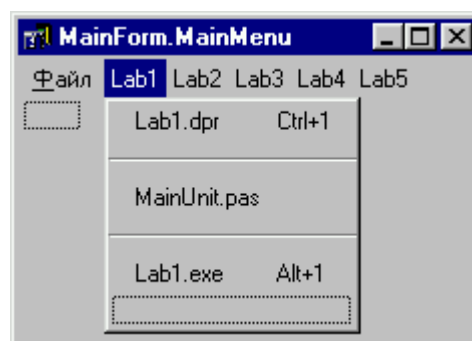 MainForm.MainMenu
Файл Lab1 Lab2 Lab3 Lab4 Lab5
Lab1.dpr Ctrl+1
MainUnit.pas
Lab1.exe Alt+1